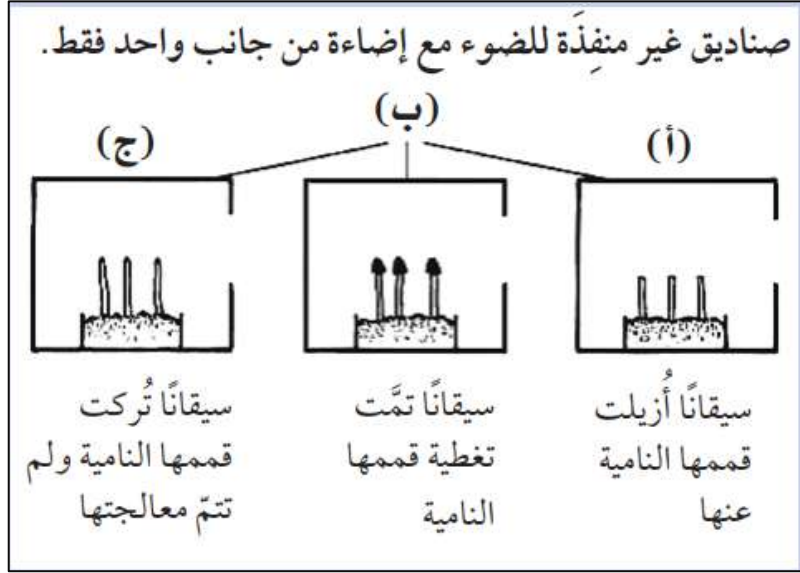 صناديق غير منفِذَة للضوء مع إضاءة من جانب واحد فقط.
(أ)
(ب)
(ج)
سيقانًا أُزيلت
قممها النامية
عنها
سيقانًا تمَّت
تغطية قممها
النامية
سيقانًا تُركت
قممها النامية ولم
تتمّ معالجتها